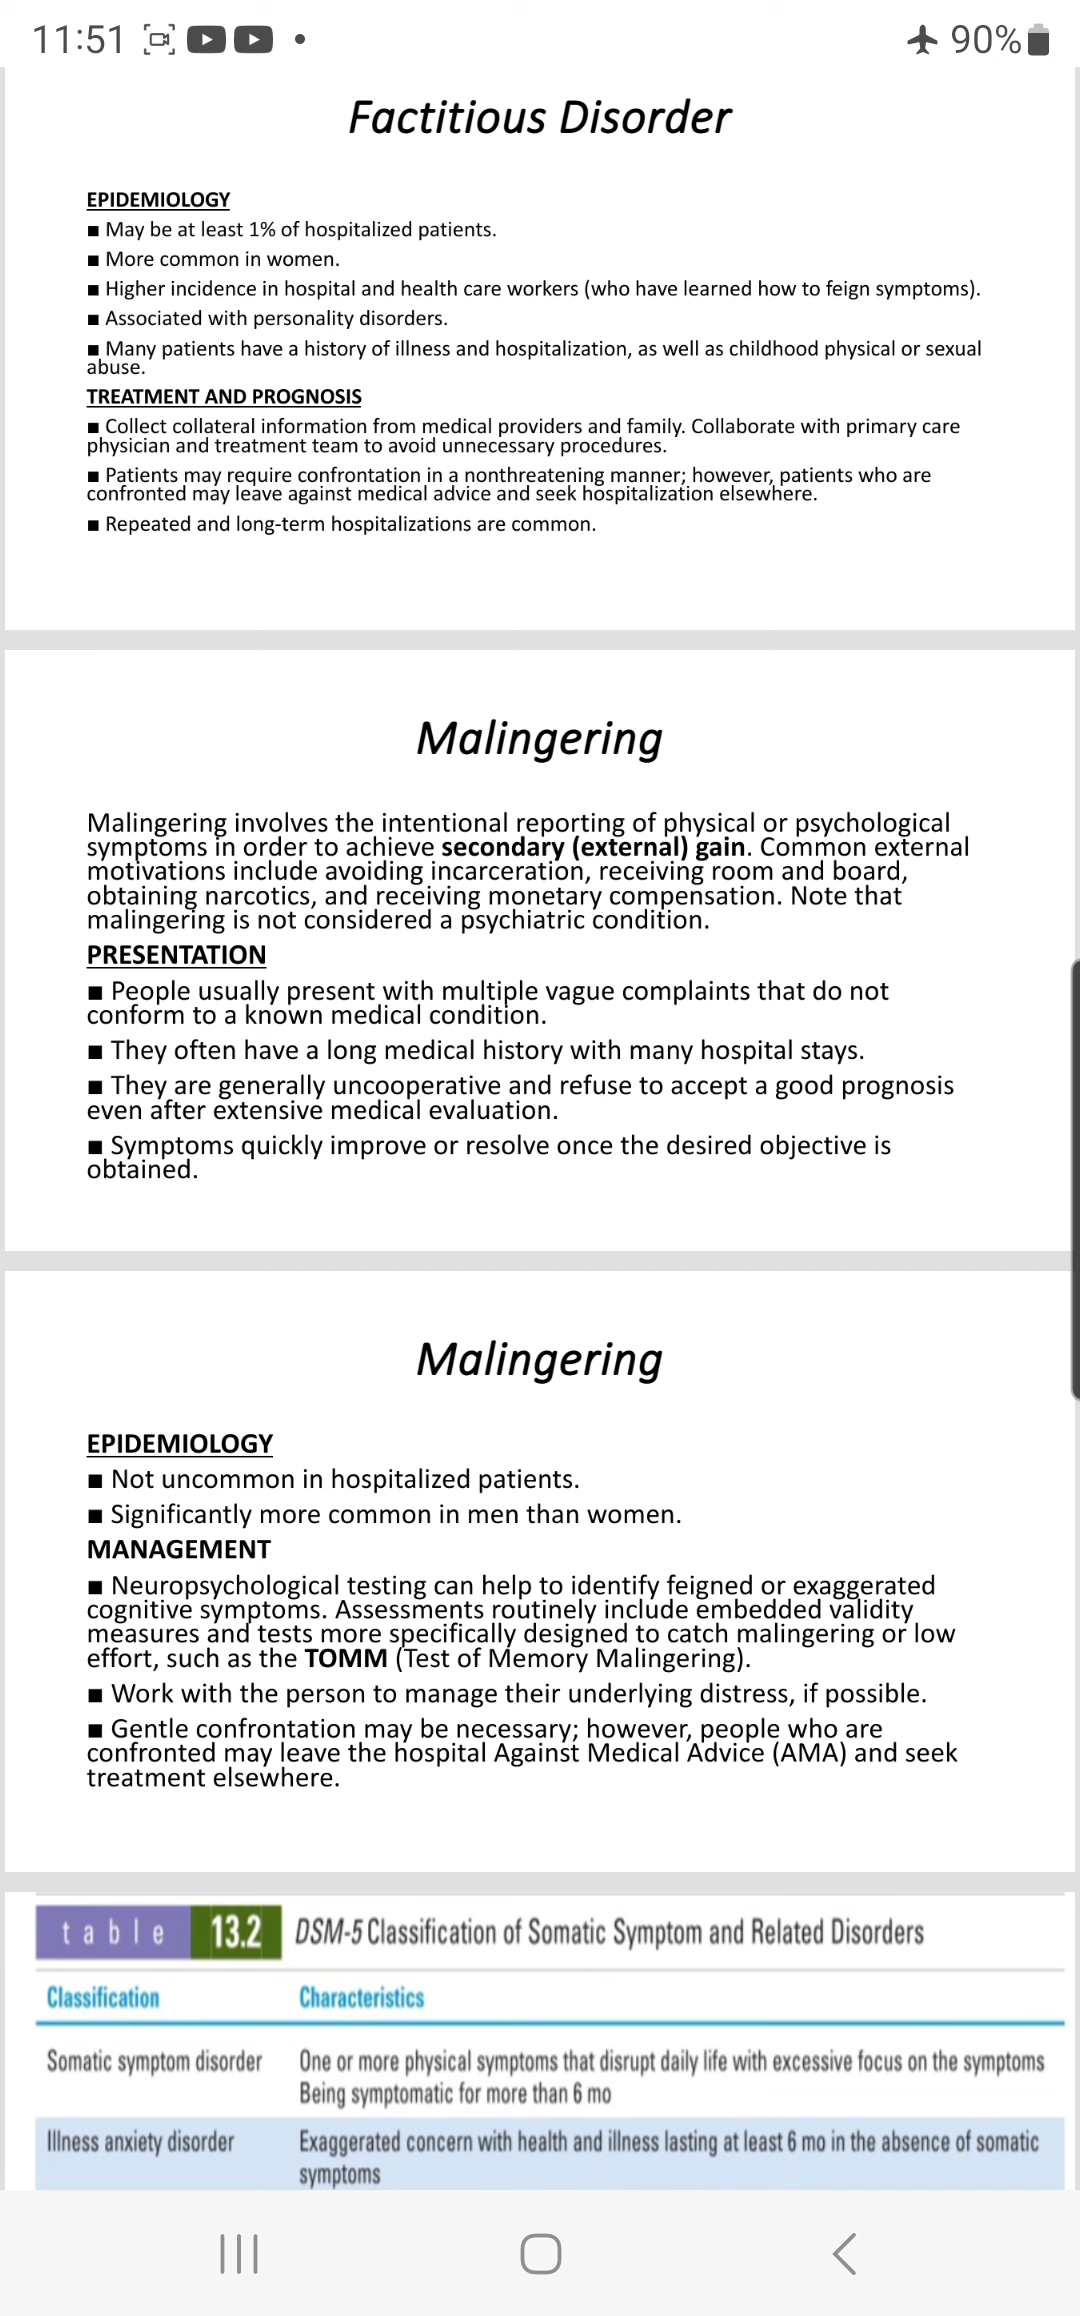 11:51
90%
Factitious Disorder
EPIDEMIOLOGY
■ May be at least 1% of hospitalized patients.
■ More common in women.
■ Higher incidence in hospital and health care workers (who have learned how to feign symptoms).
■ Associated with personality disorders.
■ Many patients have a history of illness and hospitalization, as well as childhood physical or sexual
abuse.
TREATMENT AND PROGNOSIS
■ Collect collateral information from medical providers and family. Collaborate with primary care
physician and treatment team to avoid unnecessary procedures.
■ Patients may require confrontation in a nonthreatening manner; however, patients who are
confronted may leave against medical advice and seek hospitalization elsewhere.
■ Repeated and long-term hospitalizations are common.
Malingering
Malingering involves the intentional reporting of physical or psychological
symptoms in order to achieve secondary (external) gain. Common external
motivations include avoiding incarceration, receiving room and board,
obtaining narcotics, and receiving monetary compensation. Note that
malingering is not considered a psychiatric condition.
PRESENTATION
■ People usually present with multiple vague complaints that do not
conform to a known medical condition.
■ They often have a long medical history with many hospital stays.
■ They are generally uncooperative and refuse to accept a good prognosis
even after extensive medical evaluation.
■ Symptoms quickly improve or resolve once the desired objective is
obtained.
Malingering
EPIDEMIOLOGY
■ Not uncommon in hospitalized patients.
■ Significantly more common in men than women.
MANAGEMENT
■ Neuropsychological testing can help to identify feigned or exaggerated
cognitive symptoms. Assessments routinely include embedded validity
measures and tests more specifically designed to catch malingering or low
effort, such as the TOMM (Test of Memory Malingering).
■ Work with the person to manage their underlying distress, if possible.
■ Gentle confrontation may be necessary; however, people who are
confronted may leave the hospital Against Medical Advice (AMA) and seek
treatment elsewhere.
table 13.2 DSM-5 Classification of Somatic Symptom and Related Disorders
Classification Characteristics
Somatic symptom disorder One or more physical symptoms that disrupt daily life with excessive focus on the symptoms
Being symptomatic for more than 6 mo
Illness anxiety disorder Exaggerated concern with health and illness lasting at least 6 mo in the absence of somatic
symptoms